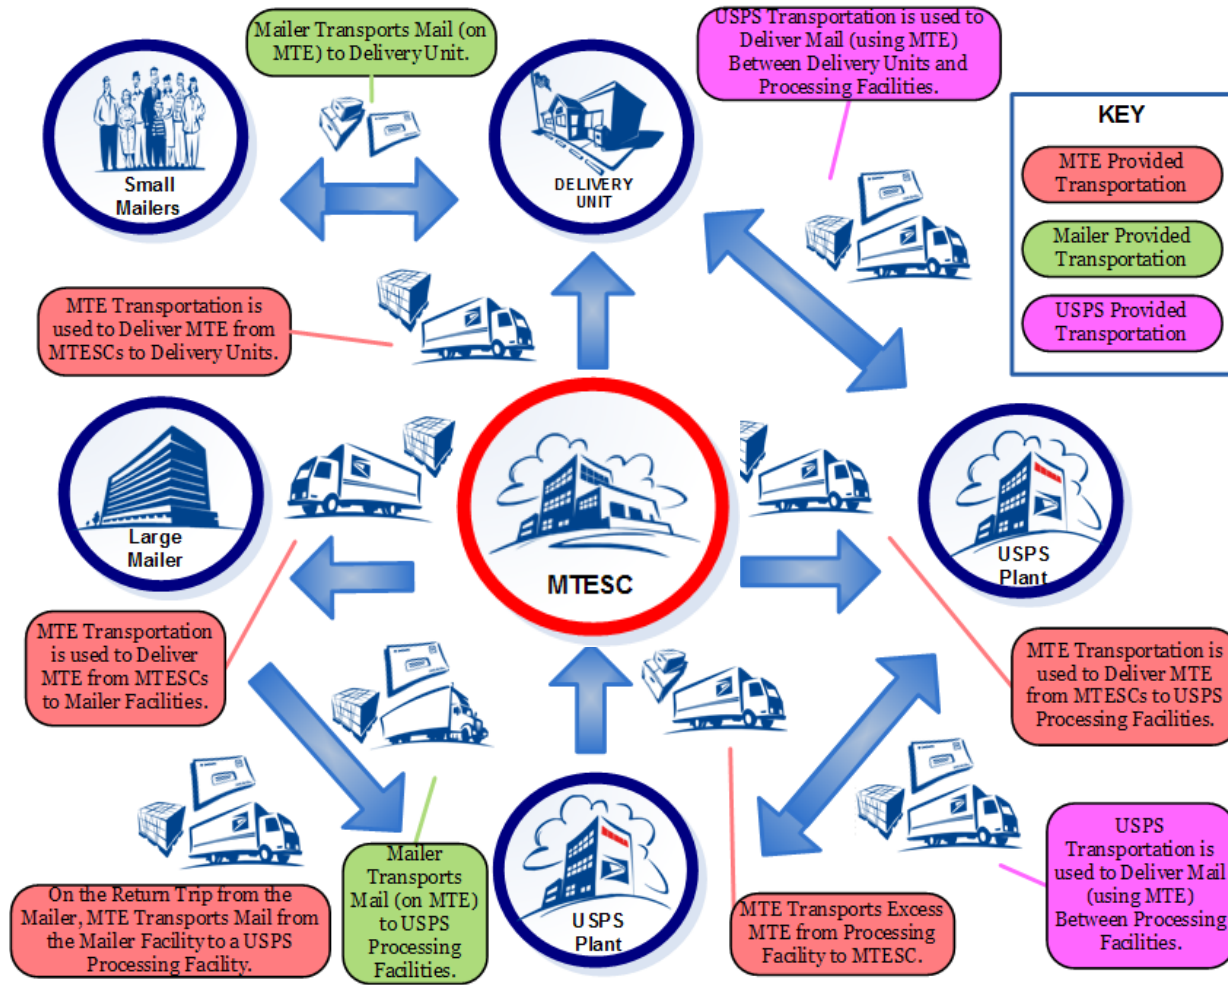 Mailer Transports Mail (on
MTE) to Delivery Unit.
USPS Transportation is used to
Deliver Mail (using MTE)
Between Delivery Units and
Processing Facilities.
KEY
MTE Provided
Transportation
Mailer Provided
Transportation
USPS Provided
Transportation
Small
Mailers
DELIVERY
UNIT
MTE Transportation is
used to Deliver MTE from
MTESCs to Delivery Units.
Large
Mailer
MTESC
USPS
Plant
MTE Transportation
is used to Deliver
MTE from MTESCs
to Mailer Facilities.
MTE Transportation is
used to Deliver MTE
from MTESCs to USPS
Processing Facilities.
On the Return Trip from the
Mailer, MTE Transports Mail from
the Mailer Facility to a USPS
Processing Facility.
Mailer
Transports
Mail (on MTE)
to USPS
Processing
Facilities.
USPS
Plant
MTE Transports Excess
MTE from Processing
Facility to MTESC.
USPS
Transportation is
used to Deliver Mail
(using MTE)
Between Processing
Facilities.